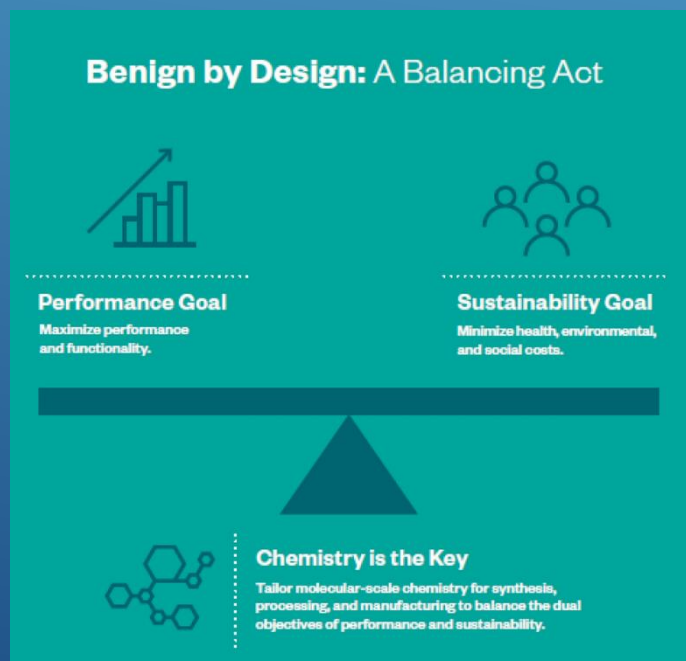 Benign by Design: A Balancing Act
Performance Goal
Maximize performance
and functionality.
Sustainability Goal
Minimize health, environmental,
and social costs.
Chemistry is the Key
Tailor molecular-scale chemistry for synthesis,
processing, and manufacturing to balance the dual
objectives of performance and sustainability.